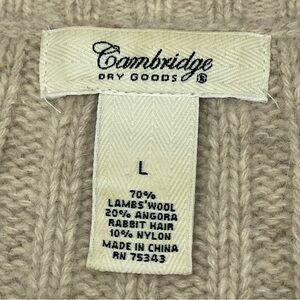 Cambridge
DRY GOODS ®
L
70%
LAMBS' WOOL
20% ANGORA
RABBIT HAIR
10% NYLON
MADE IN CHINA
RN 75343